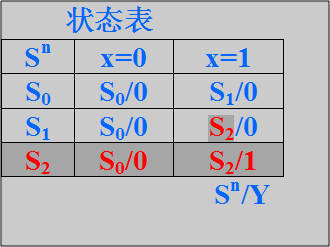 状态表
Sⁿ x=0 x=1
S₀ S₀/0 S₁/0
S₁ S₀/0 S₂/0
S₂ S₀/0 S₂/1
Sⁿ/Y